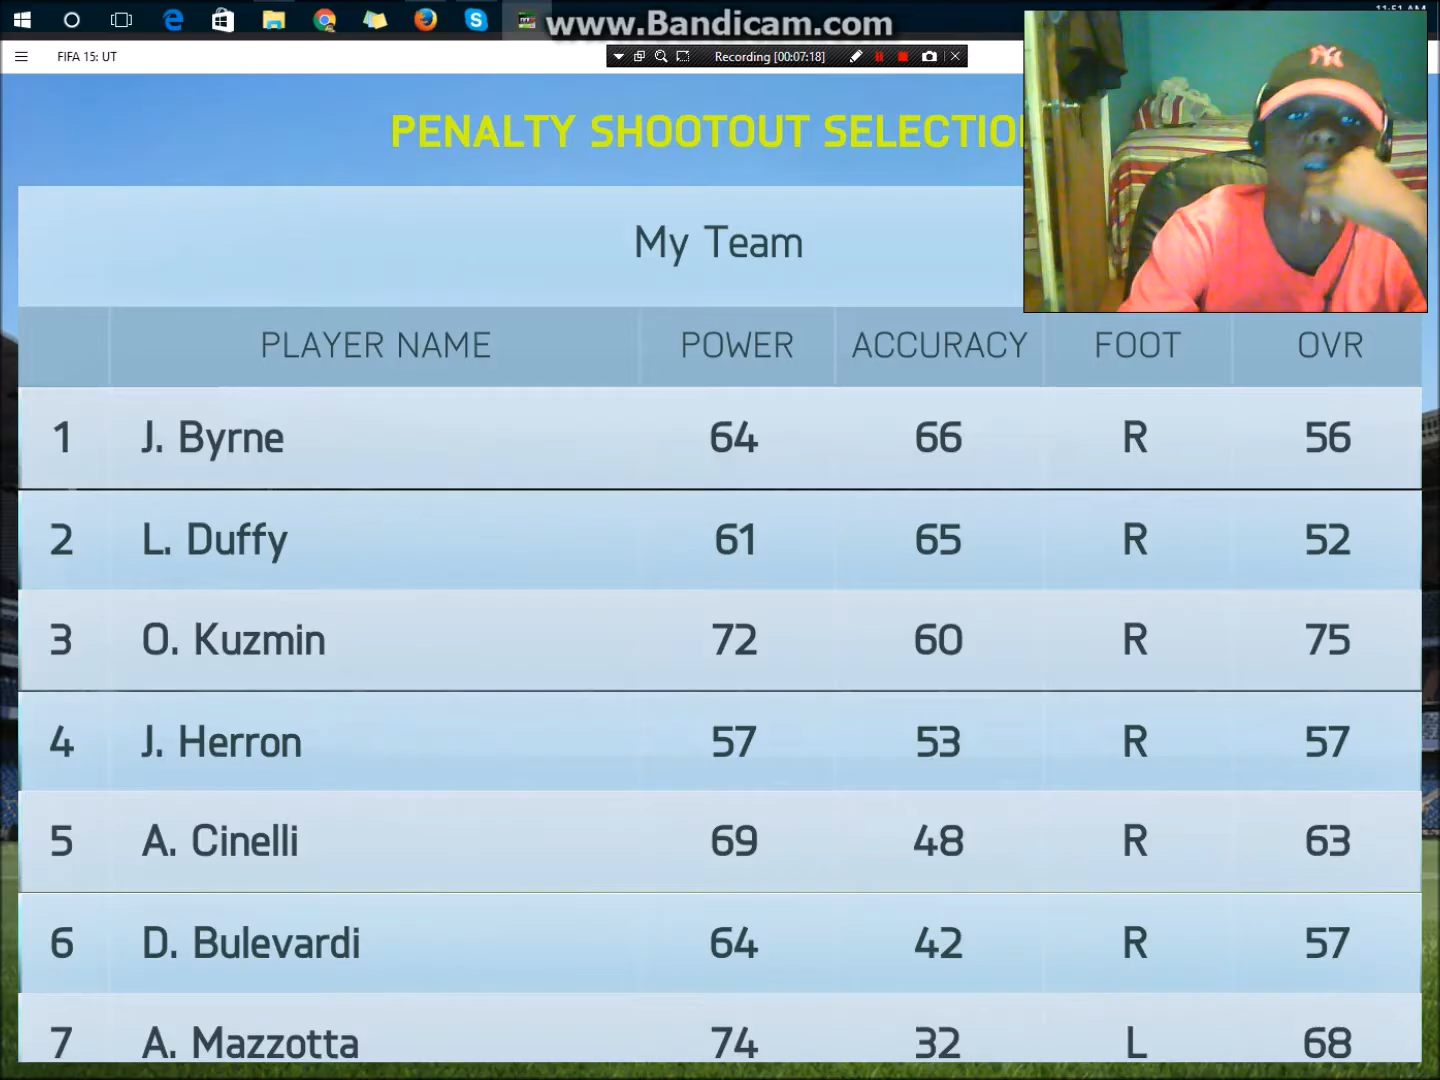 www.Bandicam.com
FIFA 15: UT
Recording [00:07:18]
PENALTY SHOOTOUT SELECTIO
My Team
PLAYER NAME POWER ACCURACY FOOT OVR
1 J. Byrne 64 66 R 56
2 L. Duffy 61 65 R 52
3 O. Kuzmin 72 60 R 75
4 J. Herron 57 53 R 57
5 A. Cinelli 69 48 R 63
6 D. Bulevardi 64 42 R 57
7 A. Mazzotta 74 32 L 68